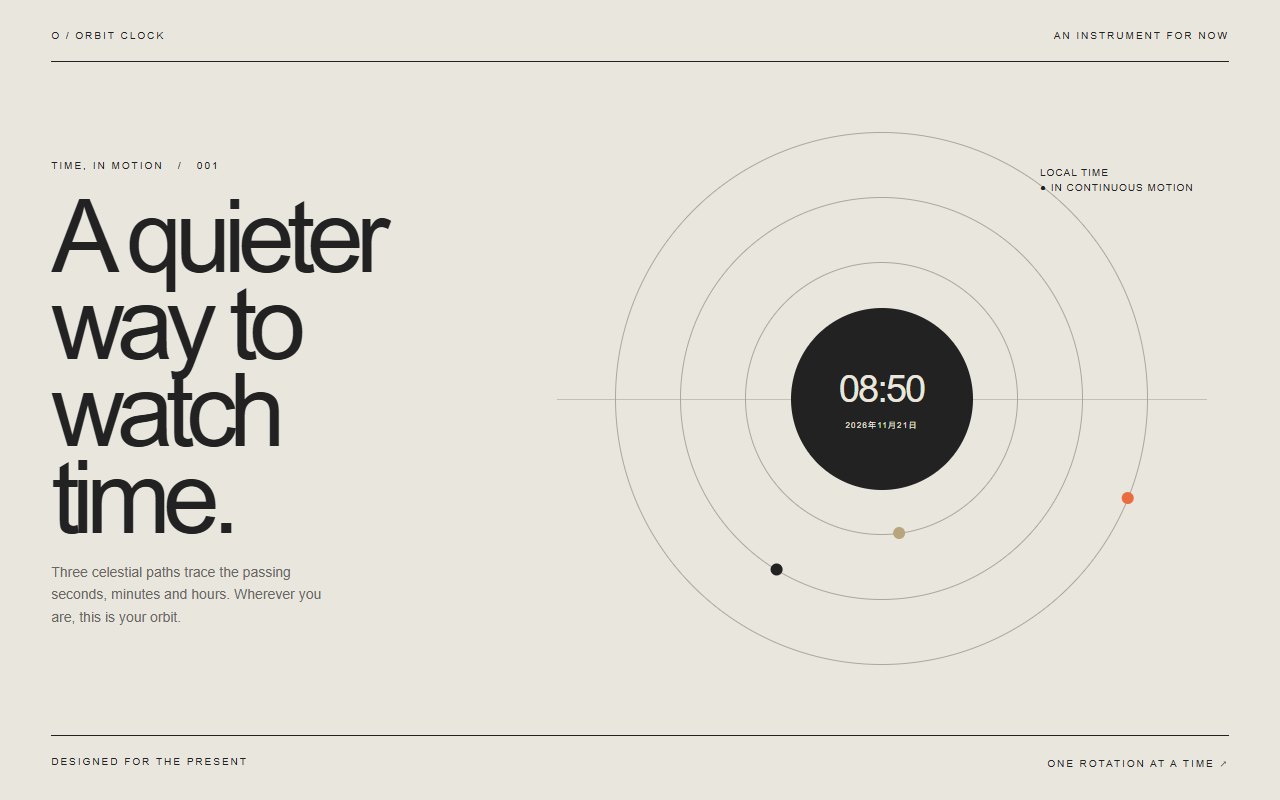 O / ORBIT CLOCK
AN INSTRUMENT FOR NOW
TIME, IN MOTION / 001
A quieter
way to
watch
time.
Three celestial paths trace the passing
seconds, minutes and hours. Wherever you
are, this is your orbit.
LOCAL TIME
● IN CONTINUOUS MOTION
08:50
2026年11月21日
DESIGNED FOR THE PRESENT
ONE ROTATION AT A TIME ↗